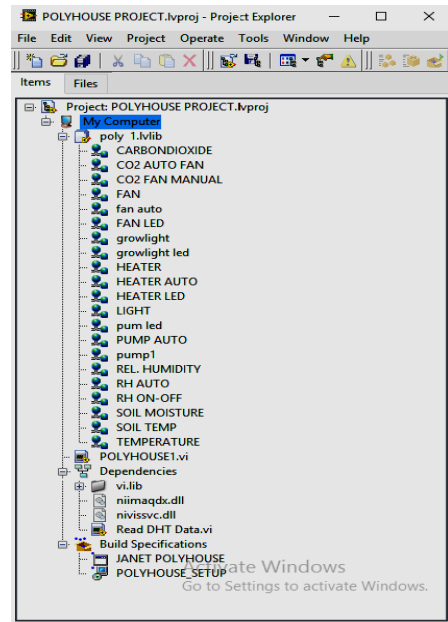 POLYHOUSE PROJECT.lvproj - Project Explorer
File Edit View Project Operate Tools Window Help
Items Files
Project: POLYHOUSE PROJECT.lvproj
My Computer
poly 1.lvlib
CARBONDIOXIDE
CO2 AUTO FAN
CO2 FAN MANUAL
FAN
fan auto
FAN LED
growlight
growlight led
HEATER
HEATER AUTO
HEATER LED
LIGHT
pum led
PUMP AUTO
pump1
REL. HUMIDITY
RH AUTO
RH ON-OFF
SOIL MOISTURE
SOIL TEMP
TEMPERATURE
POLYHOUSE1.vi
Dependencies
vi.lib
niimaqdx.dll
nivissvc.dll
Read DHT Data.vi
Build Specifications
JANET POLYHOUSE
POLYHOUSE_SETUP
Activate Windows
Go to Settings to activate Windows.